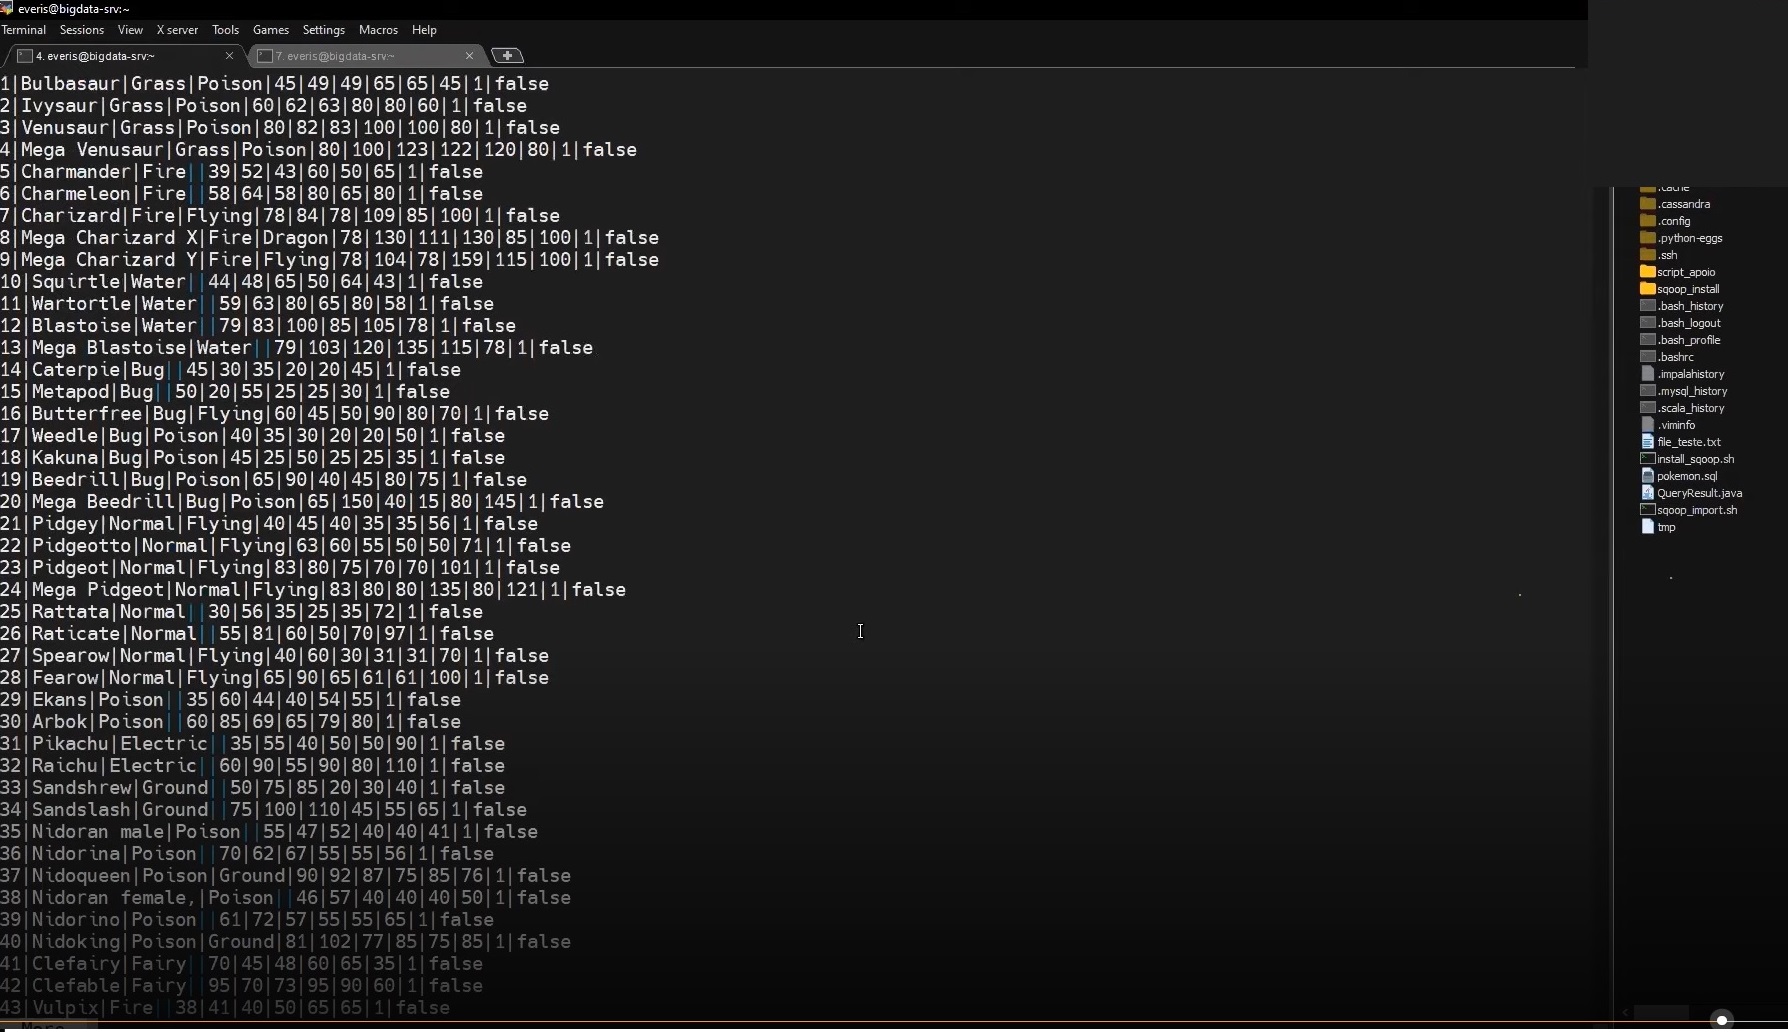 everis@bigdata-srv:~
Terminal Sessions View X server Tools Games Settings Macros Help
4. everis@bigdata-srv:~ 7. everis@bigdata-srv:~
1|Bulbasaur|Grass|Poison|45|49|49|65|65|45|1|false
2|Ivysaur|Grass|Poison|60|62|63|80|80|60|1|false
3|Venusaur|Grass|Poison|80|82|83|100|100|80|1|false
4|Mega Venusaur|Grass|Poison|80|100|123|122|120|80|1|false
5|Charmander|Fire||39|52|43|60|50|65|1|false
6|Charmeleon|Fire||58|64|58|80|65|80|1|false
7|Charizard|Fire|Flying|78|84|78|109|85|100|1|false
8|Mega Charizard X|Fire|Dragon|78|130|111|130|85|100|1|false
9|Mega Charizard Y|Fire|Flying|78|104|78|159|115|100|1|false
10|Squirtle|Water||44|48|65|50|64|43|1|false
11|Wartortle|Water||59|63|80|65|80|58|1|false
12|Blastoise|Water||79|83|100|85|105|78|1|false
13|Mega Blastoise|Water||79|103|120|135|115|78|1|false
14|Caterpie|Bug||45|30|35|20|20|45|1|false
15|Metapod|Bug||50|20|55|25|25|30|1|false
16|Butterfree|Bug|Flying|60|45|50|90|80|70|1|false
17|Weedle|Bug|Poison|40|35|30|20|20|50|1|false
18|Kakuna|Bug|Poison|45|25|50|25|25|35|1|false
19|Beedrill|Bug|Poison|65|90|40|45|80|75|1|false
20|Mega Beedrill|Bug|Poison|65|150|40|15|80|145|1|false
21|Pidgey|Normal|Flying|40|45|40|35|35|56|1|false
22|Pidgeotto|Normal|Flying|63|60|55|50|50|71|1|false
23|Pidgeot|Normal|Flying|83|80|75|70|70|101|1|false
24|Mega Pidgeot|Normal|Flying|83|80|80|135|80|121|1|false
25|Rattata|Normal||30|56|35|25|35|72|1|false
26|Raticate|Normal||55|81|60|50|70|97|1|false
27|Spearow|Normal|Flying|40|60|30|31|31|70|1|false
28|Fearow|Normal|Flying|65|90|65|61|61|100|1|false
29|Ekans|Poison||35|60|44|40|54|55|1|false
30|Arbok|Poison||60|85|69|65|79|80|1|false
31|Pikachu|Electric||35|55|40|50|50|90|1|false
32|Raichu|Electric||60|90|55|90|80|110|1|false
33|Sandshrew|Ground||50|75|85|20|30|40|1|false
34|Sandslash|Ground||75|100|110|45|55|65|1|false
35|Nidoran male|Poison||55|47|52|40|40|41|1|false
36|Nidorina|Poison||70|62|67|55|55|56|1|false
37|Nidoqueen|Poison|Ground|90|92|87|75|85|76|1|false
38|Nidoran female,|Poison||46|57|40|40|40|50|1|false
39|Nidorino|Poison||61|72|57|55|55|65|1|false
40|Nidoking|Poison|Ground|81|102|77|85|75|85|1|false
41|Clefairy|Fairy||70|45|48|60|65|35|1|false
42|Clefable|Fairy||95|70|73|95|90|60|1|false
43|Vulpix|Fire||38|41|40|50|65|65|1|false
.cache
.cassandra
.config
.python-eggs
.ssh
script_apoio
sqoop_install
.bash_history
.bash_logout
.bash_profile
.bashrc
.impalahistory
.mysql_history
.scala_history
.viminfo
file_teste.txt
install_sqoop.sh
pokemon.sql
QueryResult.java
sqoop_import.sh
tmp